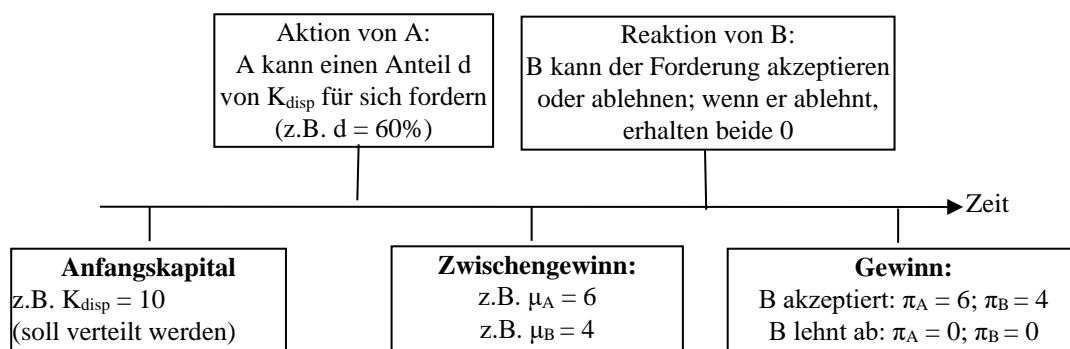 Aktion von A:
A kann einen Anteil d
von K_disp für sich fordern
(z.B. d = 60%)
Reaktion von B:
B kann der Forderung akzeptieren
oder ablehnen; wenn er ablehnt,
erhalten beide 0
Zeit
Anfangskapital
z.B. K_disp = 10
(soll verteilt werden)
Zwischengewinn:
z.B. μ_A = 6
z.B. μ_B = 4
Gewinn:
B akzeptiert: π_A = 6; π_B = 4
B lehnt ab: π_A = 0; π_B = 0